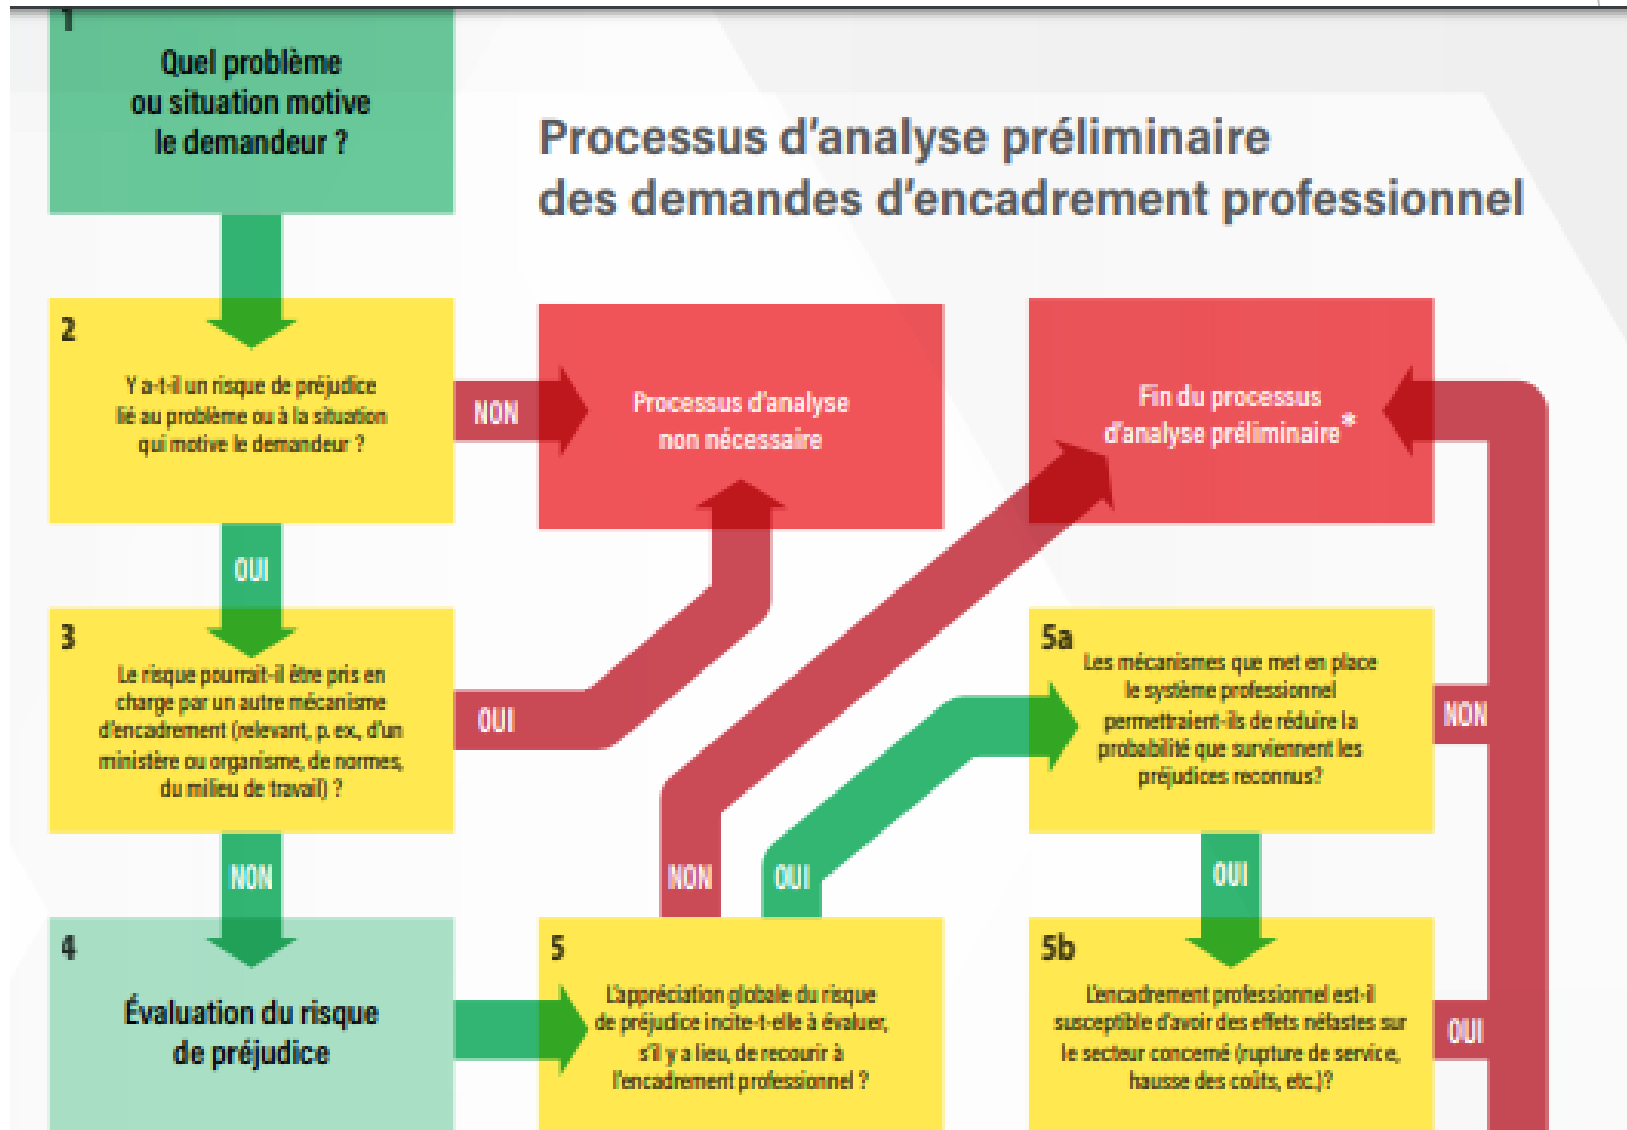 1
Quel problème
ou situation motive
le demandeur ?
Processus d'analyse préliminaire
des demandes d'encadrement professionnel
2
Y a-t-il un risque de préjudice
lié au problème ou à la situation
qui motive le demandeur ?
NON
Processus d'analyse
non nécessaire
Fin du processus
d'analyse préliminaire*
OUI
3
Le risque pourrait-il être pris en
charge par un autre mécanisme
d'encadrement (relevant, p. ex., d'un
ministère ou organisme, de normes,
du milieu de travail) ?
OUI
5a
Les mécanismes que met en place
le système professionnel
permettraient-ils de réduire la
probabilité que surviennent les
préjudices reconnus?
NON
NON
NON
OUI
OUI
4
Évaluation du risque
de préjudice
5
L'appréciation globale du risque
de préjudice incite-t-elle à évaluer,
s'il y a lieu, de recourir à
l'encadrement professionnel ?
5b
L'encadrement professionnel est-il
susceptible d'avoir des effets néfastes sur
le secteur concerné (rupture de service,
hausse des coûts, etc.)?
OUI